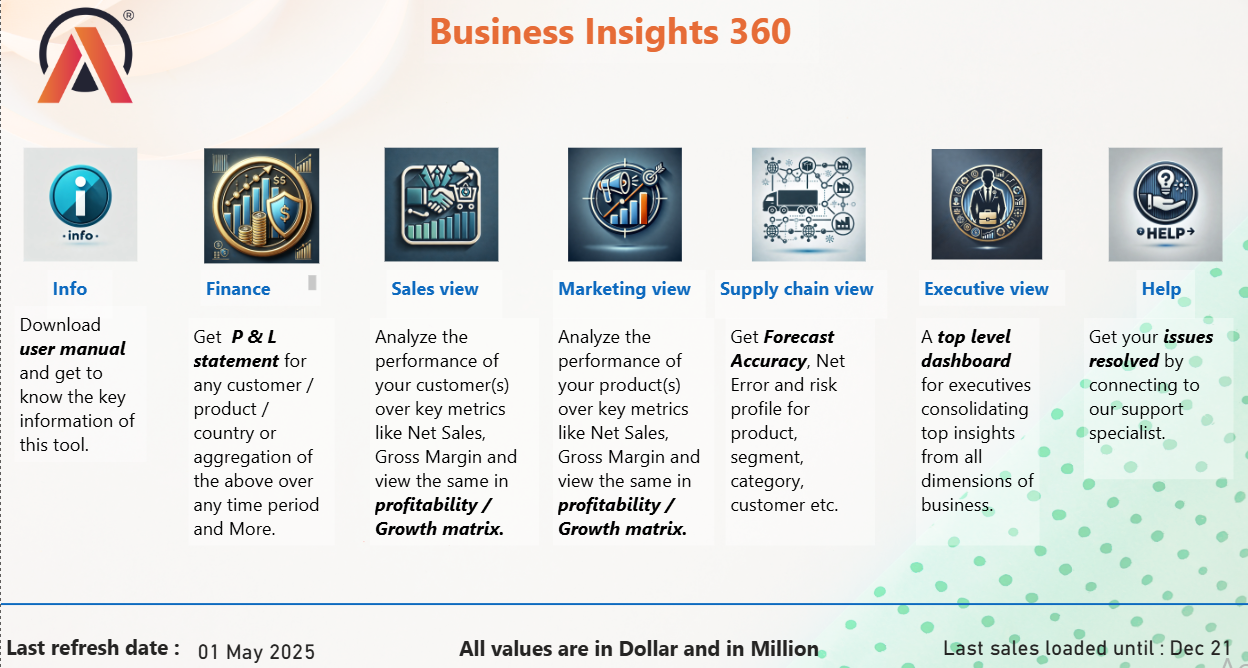 ®
Business Insights 360
info
HELP
Info
Download
user manual
and get to
know the key
information of
this tool.
Finance
Get P & L
statement for
any customer /
product /
country or
aggregation of
the above over
any time period
and More.
Sales view
Analyze the
performance of
your customer(s)
over key metrics
like Net Sales,
Gross Margin and
view the same in
profitability /
Growth matrix.
Marketing view
Analyze the
performance of
your product(s)
over key metrics
like Net Sales,
Gross Margin and
view the same in
profitability /
Growth matrix.
Supply chain view
Get Forecast
Accuracy, Net
Error and risk
profile for
product,
segment,
category,
customer etc.
Executive view
A top level
dashboard
for executives
consolidating
top insights
from all
dimensions of
business.
Help
Get your issues
resolved by
connecting to
our support
specialist.
Last refresh date : 01 May 2025
All values are in Dollar and in Million
Last sales loaded until : Dec 21